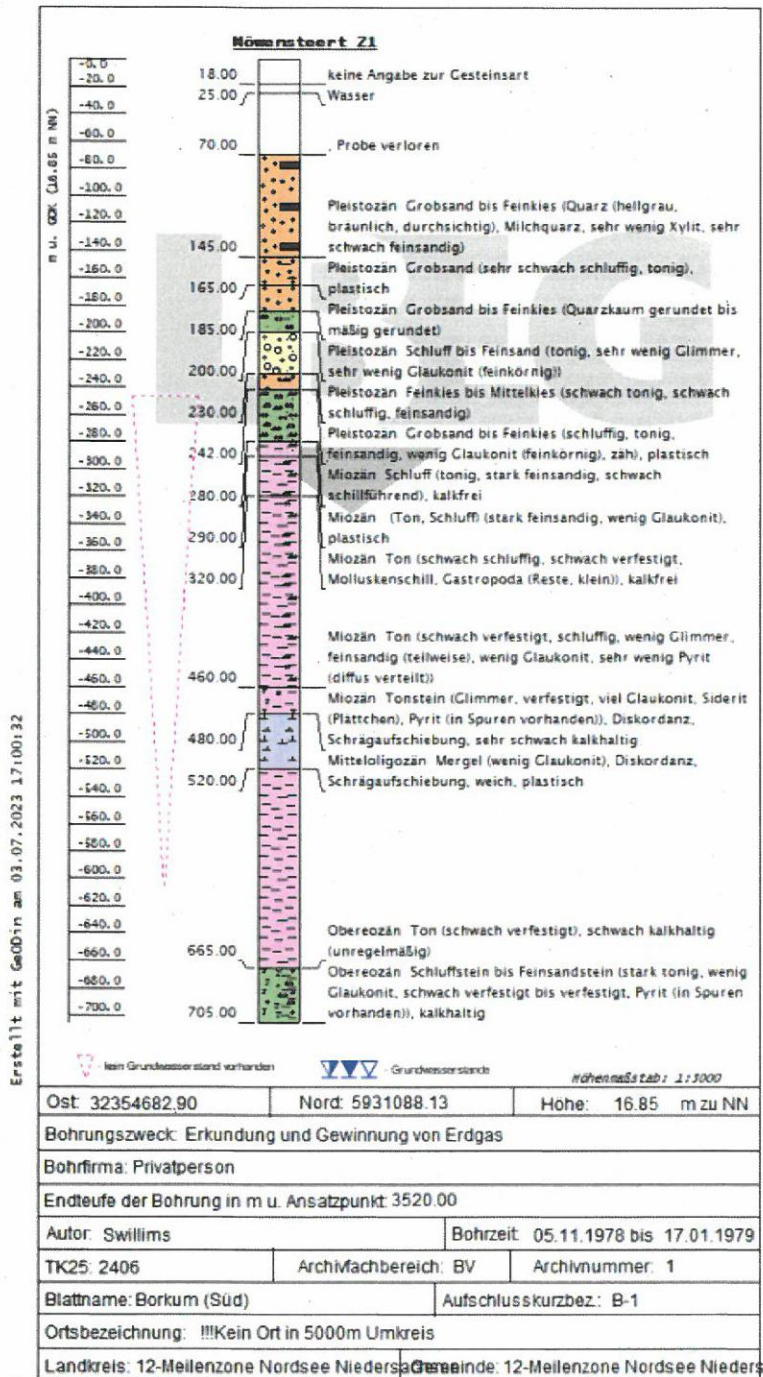 Mömensteert Z1
m u. GOK (16.85 m NN)
-0.0
-20.0
-40.0
-60.0
-80.0
-100.0
-120.0
-140.0
-160.0
-180.0
-200.0
-220.0
-240.0
-260.0
-280.0
-300.0
-320.0
-340.0
-360.0
-380.0
-400.0
-420.0
-440.0
-460.0
-480.0
-500.0
-520.0
-540.0
-560.0
-580.0
-600.0
-620.0
-640.0
-660.0
-680.0
-700.0
18.00 keine Angabe zur Gesteinsart
25.00 Wasser
70.00 , Probe verloren
Pleistozän Grobsand bis Feinkies (Quarz (hellgrau,
bräunlich, durchsichtig), Milchquarz, sehr wenig Xylit, sehr
145.00 schwach feinsandig)
Pleistozän Grobsand (sehr schwach schluffig, tonig),
165.00 plastisch
Pleistozän Grobsand bis Feinkies (Quarzkaum gerundet bis
185.00 mäßig gerundet)
Pleistozän Schluff bis Feinsand (tonig, sehr wenig Glimmer,
200.00 sehr wenig Glaukonit (feinkörnig))
Pleistozän Feinkies bis Mittelkies (schwach tonig, schwach
230.00 schluffig, feinsandig)
Pleistozän Grobsand bis Feinkies (schluffig, tonig,
242.00 feinsandig, wenig Glaukonit (feinkörnig), zäh), plastisch
Miozän Schluff (tonig, stark feinsandig, schwach
280.00 schillführend), kalkfrei
Miozän (Ton, Schluff) (stark feinsandig, wenig Glaukonit),
290.00 plastisch
Miozän Ton (schwach schluffig, schwach verfestigt,
320.00 Molluskenschill, Gastropoda (Reste, klein)), kalkfrei
Miozän Ton (schwach verfestigt, schluffig, wenig Glimmer,
feinsandig (teilweise), wenig Glaukonit, sehr wenig Pyrit
460.00 (diffus verteilt))
Miozän Tonstein (Glimmer, verfestigt, viel Glaukonit, Siderit
(Plättchen), Pyrit (in Spuren vorhanden)), Diskordanz,
480.00 Schrägaufschiebung, sehr schwach kalkhaltig
Mitteloligozän Mergel (wenig Glaukonit), Diskordanz,
520.00 Schrägaufschiebung, weich, plastisch
Obereozän Ton (schwach verfestigt), schwach kalkhaltig
665.00 (unregelmäßig)
Obereozän Schluffstein bis Feinsandstein (stark tonig, wenig
Glaukonit, schwach verfestigt bis verfestigt, Pyrit (in Spuren
705.00 vorhanden)), kalkhaltig
- kein Grundwasserstand vorhanden
- Grundwasserstände
Höhenmaßstab: 1:5000
Erstellt mit GeODin am 03.07.2023 17:00:32
Ost: 32354682,90 Nord: 5931088.13 Höhe: 16.85 m zu NN
Bohrungszweck: Erkundung und Gewinnung von Erdgas
Bohrfirma: Privatperson
Endteufe der Bohrung in m u. Ansatzpunkt: 3520.00
Autor: Swillims Bohrzeit: 05.11.1978 bis 17.01.1979
TK25: 2406 Archivfachbereich: BV Archivnummer: 1
Blattname: Borkum (Süd) Aufschlusskurzbez.: B-1
Ortsbezeichnung: !!!Kein Ort in 5000m Umkreis
Landkreis: 12-Meilenzone Nordsee Niedersachsen Gemeinde: 12-Meilenzone Nordsee Nieders